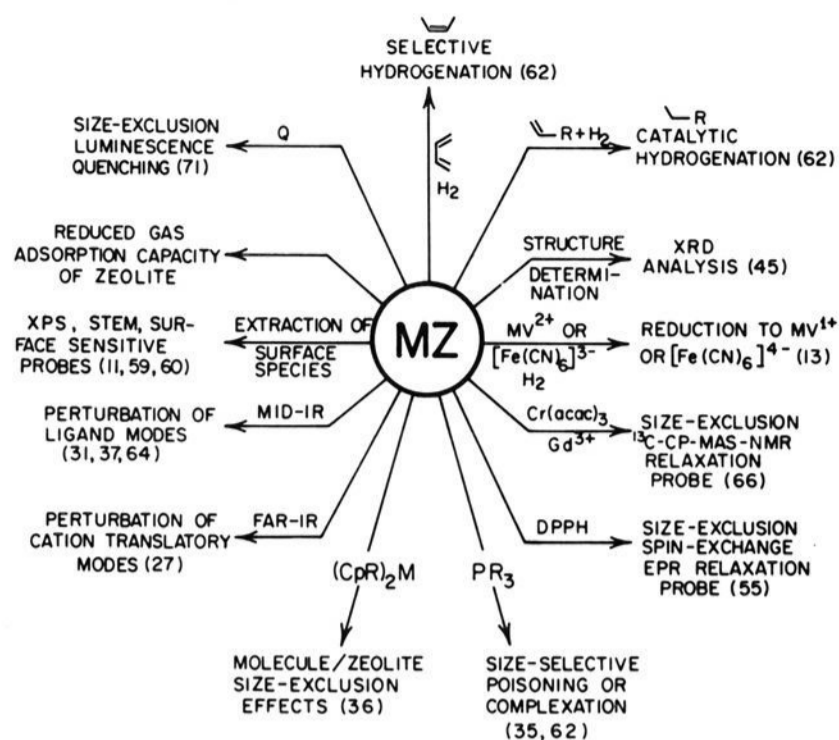 SELECTIVE
HYDROGENATION (62)
H₂
R+H₂
R
CATALYTIC
HYDROGENATION (62)
STRUCTURE
DETERMI-
NATION
XRD
ANALYSIS (45)
MV²⁺ OR
[Fe(CN)₆]³⁻
H₂
REDUCTION TO MV¹⁺
OR [Fe(CN)₆]⁴⁻ (13)
Cr(acac)₃
Gd³⁺
SIZE-EXCLUSION
¹³C-CP-MAS-NMR
RELAXATION
PROBE (66)
DPPH
SIZE-EXCLUSION
SPIN-EXCHANGE
EPR RELAXATION
PROBE (55)
PR₃
SIZE-SELECTIVE
POISONING OR
COMPLEXATION
(35, 62)
(CpR)₂M
MOLECULE/ZEOLITE
SIZE-EXCLUSION
EFFECTS (36)
FAR-IR
PERTURBATION OF
CATION TRANSLATORY
MODES (27)
MID-IR
PERTURBATION OF
LIGAND MODES
(31, 37, 64)
EXTRACTION OF
SURFACE
SPECIES
XPS, STEM, SUR-
FACE SENSITIVE
PROBES (11, 59, 60)
REDUCED GAS
ADSORPTION CAPACITY
OF ZEOLITE
Q
SIZE-EXCLUSION
LUMINESCENCE
QUENCHING (71)
MZ